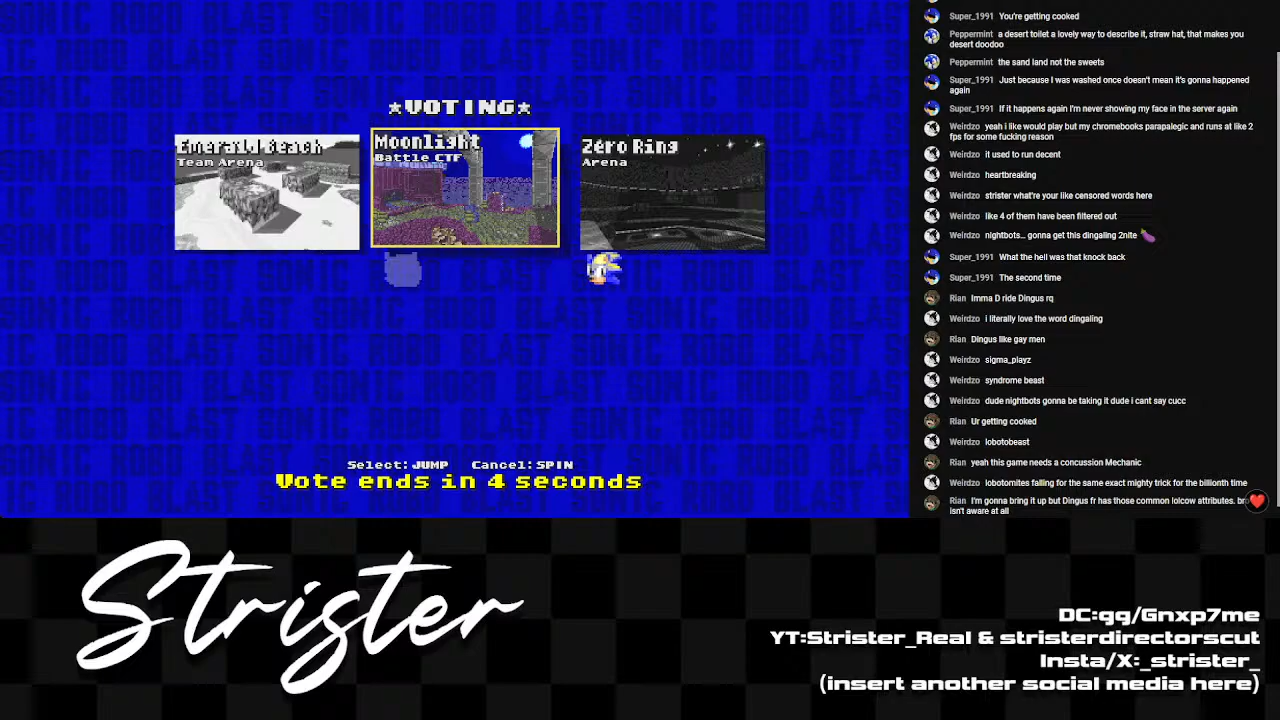 *VOTING*
Emerald Beach
Team Arena
Moonlight
Battle CTF
Zero Ring
Arena
Select: JUMP Cancel: SPIN
Vote ends in 4 seconds
Super_1991 You're getting cooked
Peppermint a desert toilet a lovely way to describe it, straw hat, that makes you
desert doodoo
Peppermint the sand land not the sweets
Super_1991 Just because I was washed once doesn't mean it's gonna happened
again
Super_1991 If it happens again I'm never showing my face in the server again
Weirdzo yeah i like would play but my chromebooks parapalegic and runs at like 2
fps for some fucking reason
Weirdzo it used to run decent
Weirdzo heartbreaking
Weirdzo strister what're your like censored words here
Weirdzo like 4 of them have been filtered out
Weirdzo nightbots... gonna get this dingaling 2nite 🍆
Super_1991 What the hell was that knock back
Super_1991 The second time
Rian Imma D ride Dingus rq
Weirdzo i literally love the word dingaling
Rian Dingus like gay men
Weirdzo sigma_playz
Weirdzo syndrome beast
Weirdzo dude nightbots gonna be taking it dude i cant say cucc
Rian Ur getting cooked
Weirdzo lobotobeast
Rian yeah this game needs a concussion Mechanic
Weirdzo lobotomites falling for the same exact mighty trick for the billionth time
Rian I'm gonna bring it up but Dingus fr has those common lolcow attributes.
isn't aware at all
SONIC ROBO BLAST
Strister
DC:gg/Gnxp7me
YT:Strister_Real & stristerdirectorscut
Insta/X:_strister_
(insert another social media here)